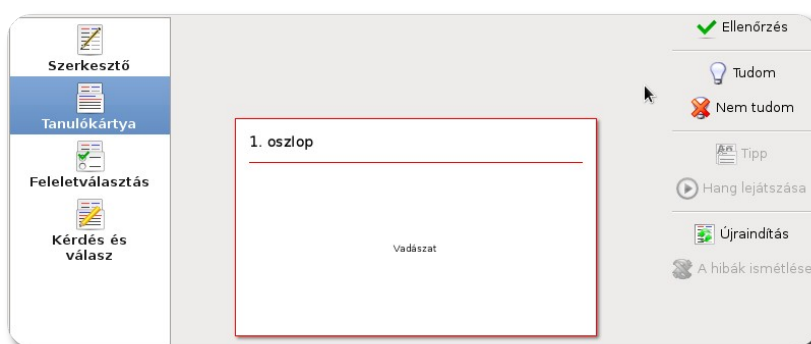 Szerkesztő
Tanulókártya
Feleletválasztás
Kérdés és
válasz
1. oszlop
Vadászat
Ellenőrzés
Tudom
Nem tudom
Tipp
Hang lejátszása
Újraindítás
A hibák ismétlése